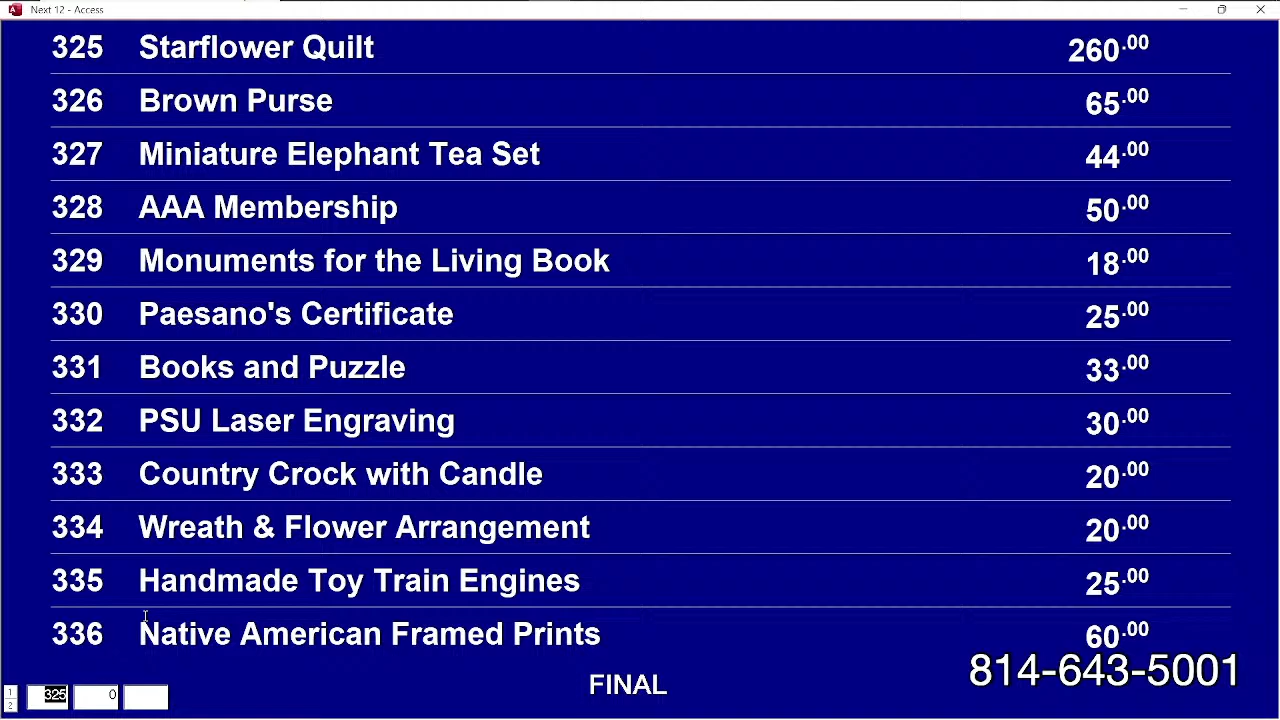 Next 12 - Access
325 Starflower Quilt 260.00
326 Brown Purse 65.00
327 Miniature Elephant Tea Set 44.00
328 AAA Membership 50.00
329 Monuments for the Living Book 18.00
330 Paesano's Certificate 25.00
331 Books and Puzzle 33.00
332 PSU Laser Engraving 30.00
333 Country Crock with Candle 20.00
334 Wreath & Flower Arrangement 20.00
335 Handmade Toy Train Engines 25.00
336 Native American Framed Prints 60.00
814-643-5001
FINAL
1
2
325 0